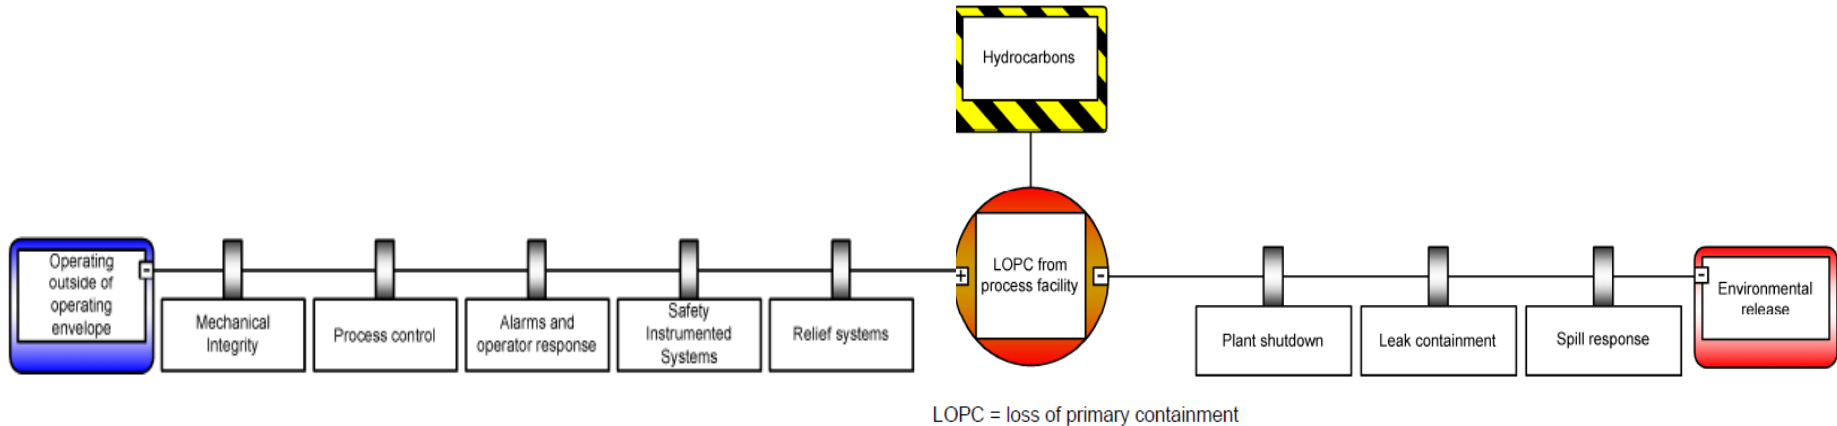 Hydrocarbons
Operating
outside of
operating
envelope
Mechanical
Integrity
Process control
Alarms and
operator response
Safety
Instrumented
Systems
Relief systems
LOPC from
process facility
Plant shutdown
Leak containment
Spill response
Environmental
release
LOPC = loss of primary containment